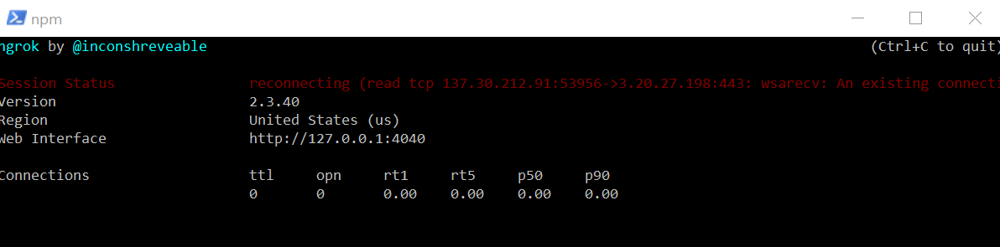 npm
ngrok by @inconshreveable (Ctrl+C to quit)
Session Status reconnecting (read tcp 137.30.212.91:53956->3.20.27.198:443: wsarecv: An existing connecti
Version 2.3.40
Region United States (us)
Web Interface http://127.0.0.1:4040
Connections ttl opn rt1 rt5 p50 p90
0 0 0.00 0.00 0.00 0.00